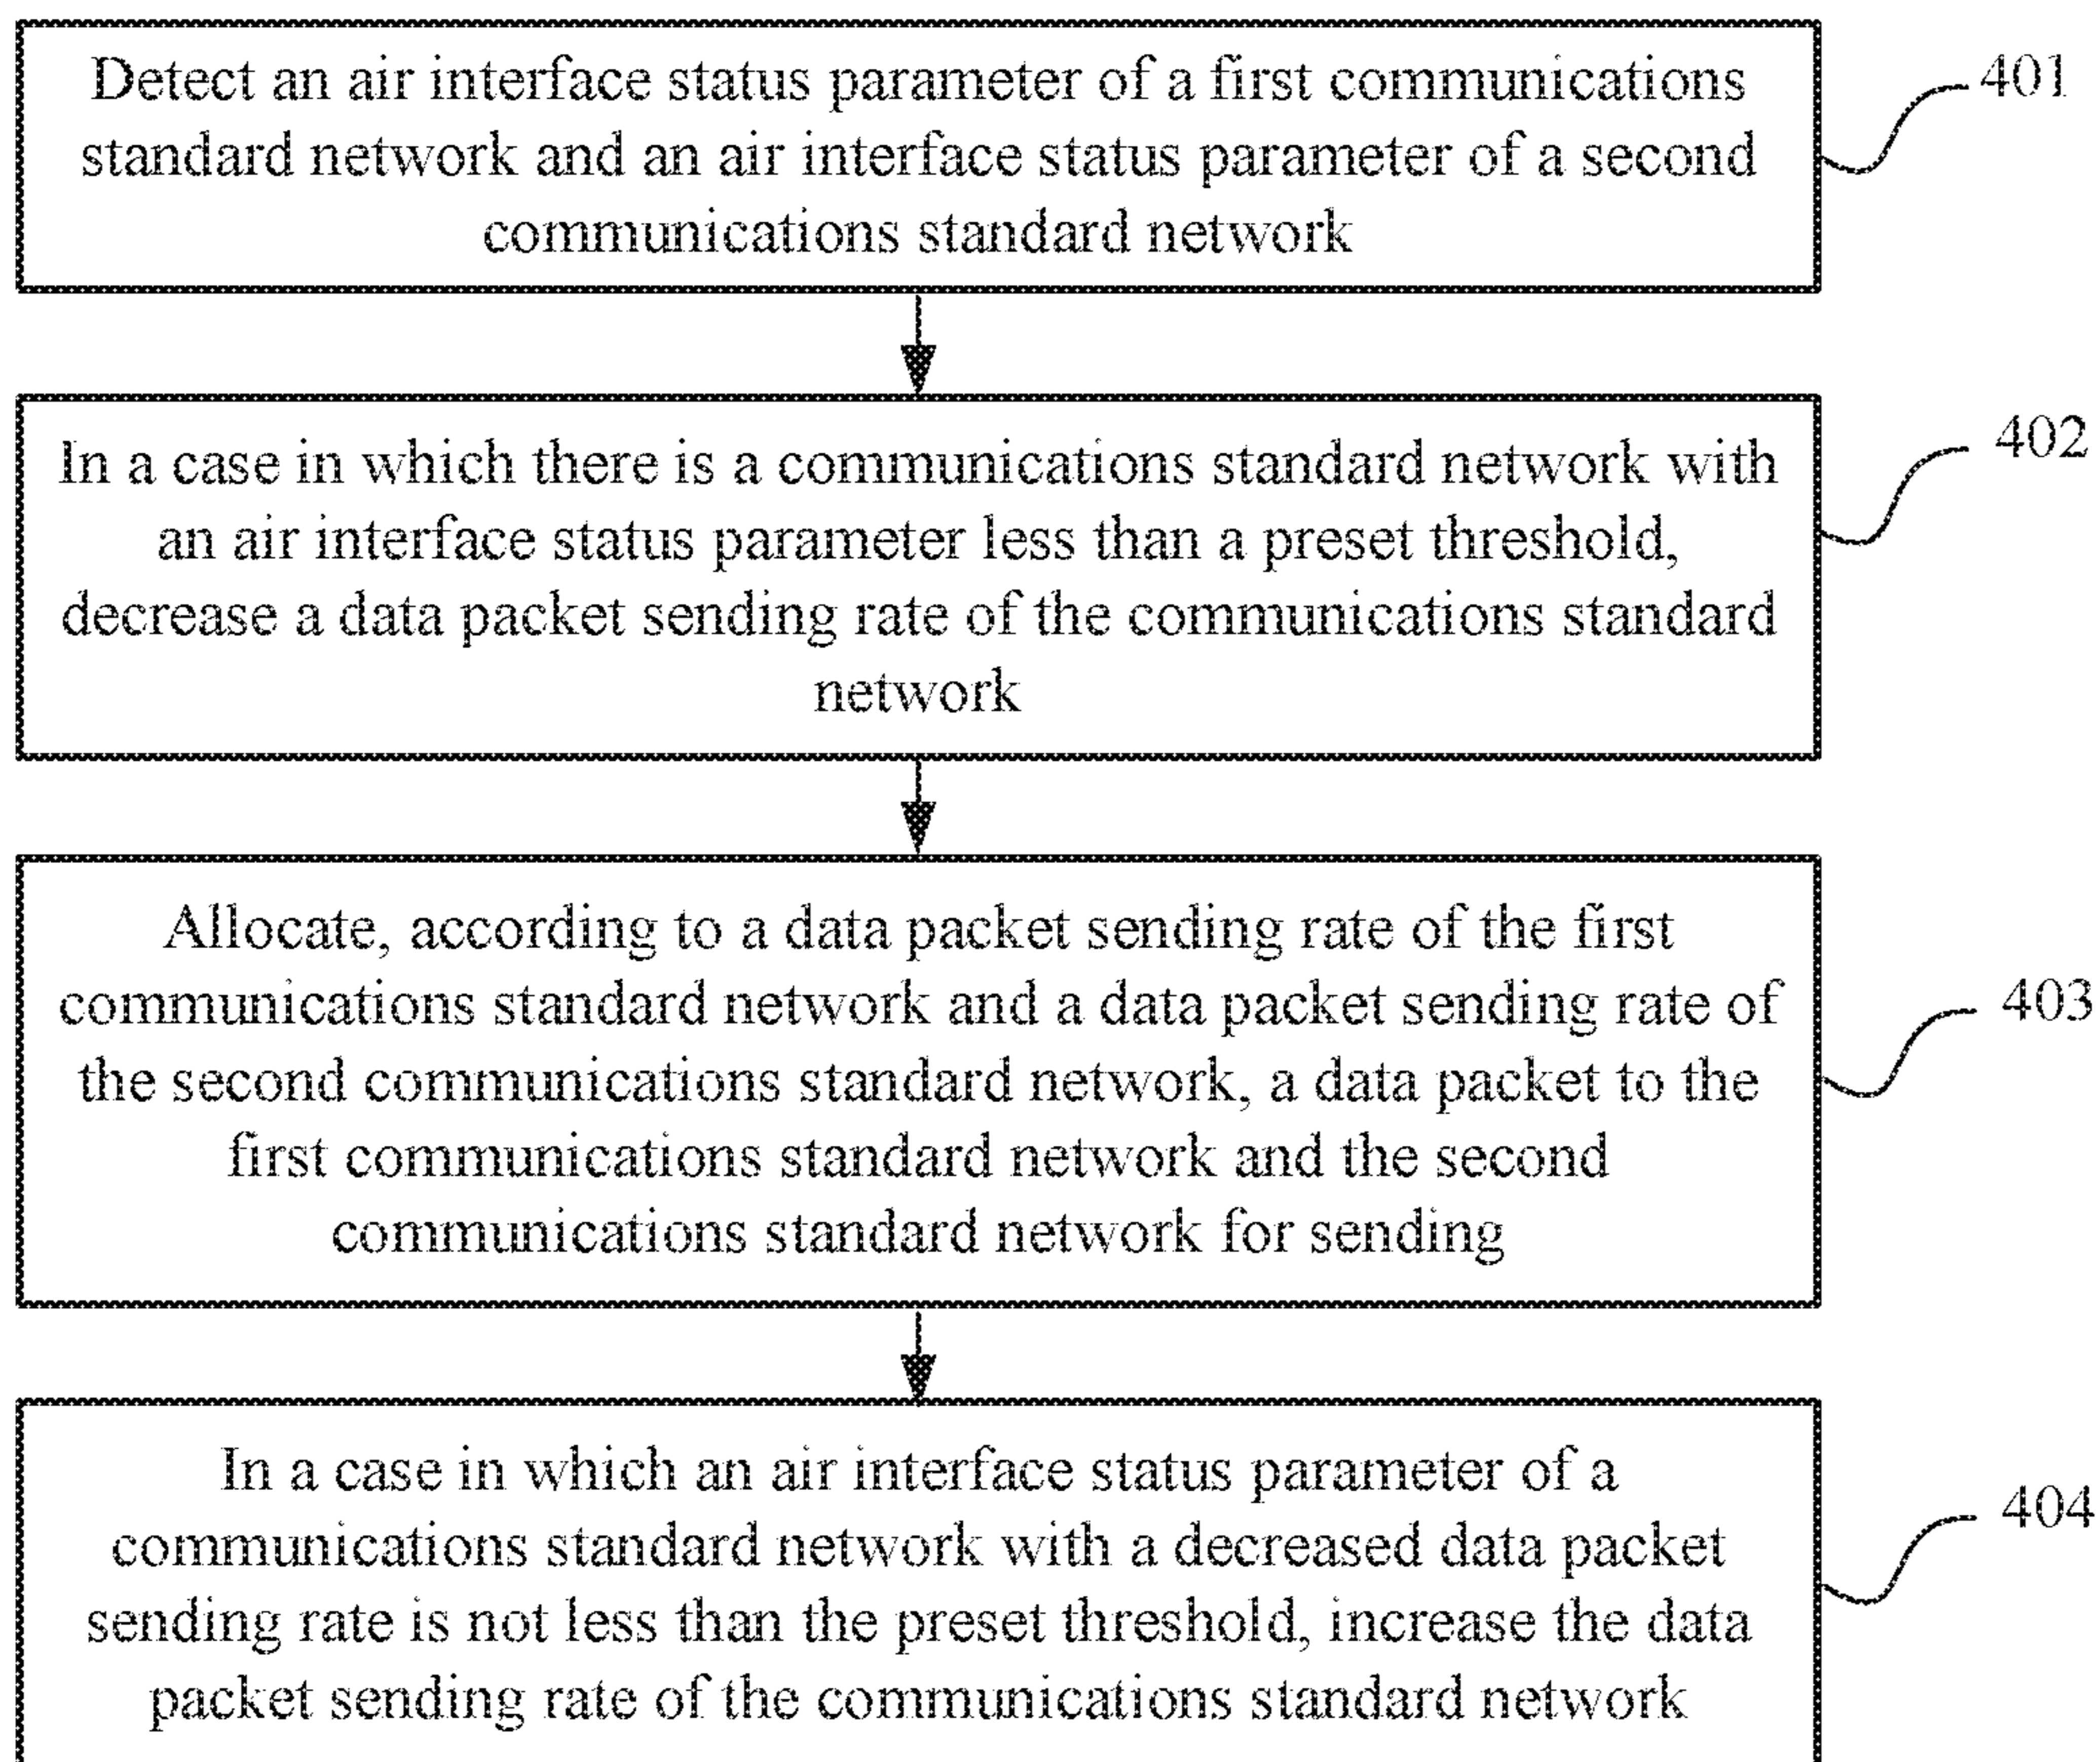 Detect an air interface status parameter of a first communications
standard network and an air interface status parameter of a second
communications standard network
401
In a case in which there is a communications standard network with
an air interface status parameter less than a preset threshold,
decrease a data packet sending rate of the communications standard
network
402
Allocate, according to a data packet sending rate of the first
communications standard network and a data packet sending rate of
the second communications standard network, a data packet to the
first communications standard network and the second
communications standard network for sending
403
In a case in which an air interface status parameter of a
communications standard network with a decreased data packet
sending rate is not less than the preset threshold, increase the data
packet sending rate of the communications standard network
404